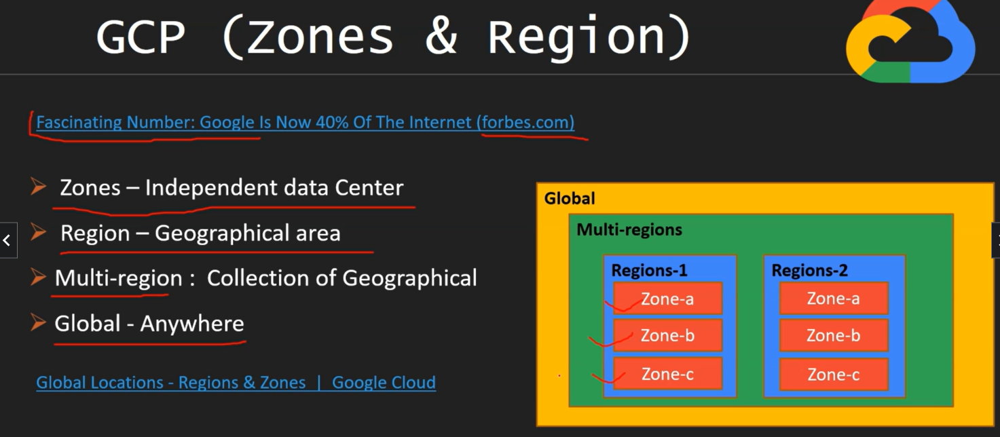 GCP (Zones & Region)
Fascinating Number: Google Is Now 40% Of The Internet (forbes.com)
Zones – Independent data Center
Region – Geographical area
Multi-region : Collection of Geographical
Global - Anywhere
Global Locations - Regions & Zones | Google Cloud
Global
Multi-regions
Regions-1
Zone-a
Zone-b
Zone-c
Regions-2
Zone-a
Zone-b
Zone-c